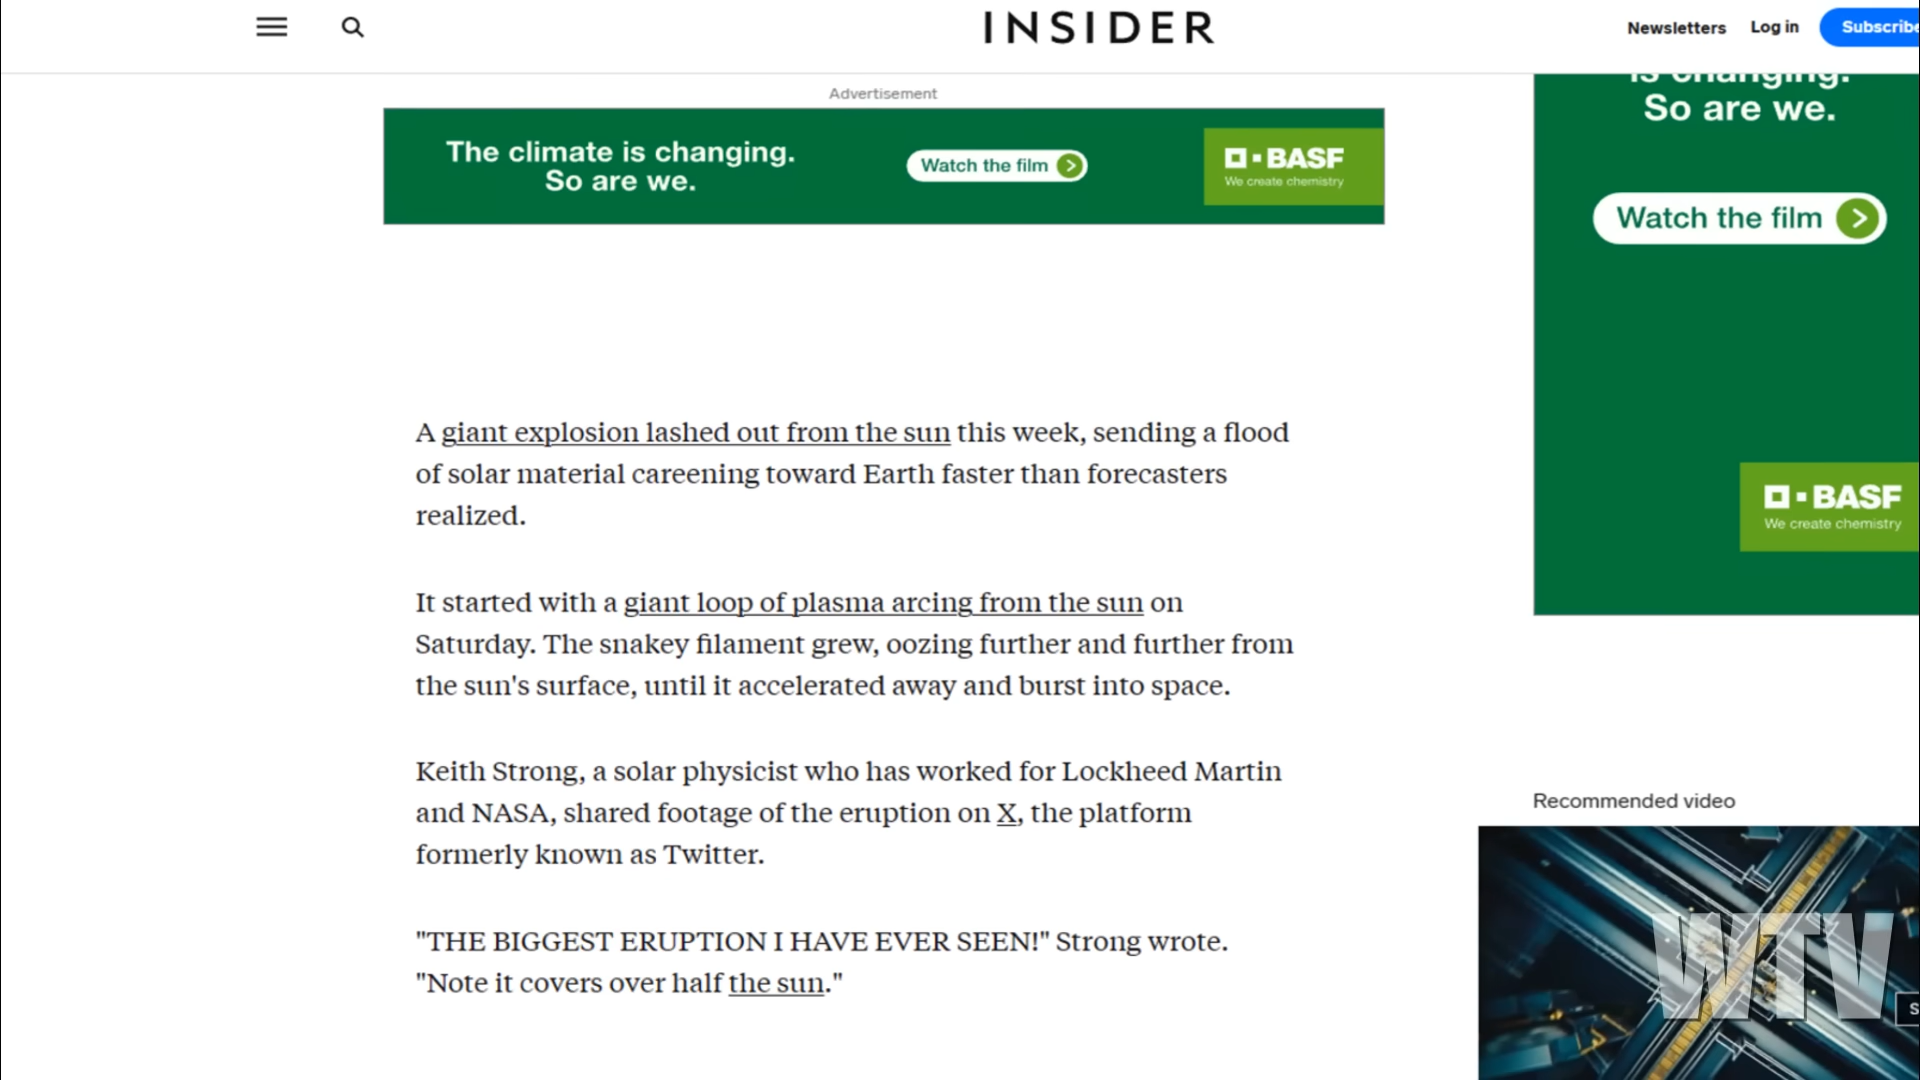 INSIDER
Newsletters
Log in
Subscribe
Advertisement
The climate is changing.
So are we.
Watch the film
BASF
We create chemistry
is changing.
So are we.
Watch the film
BASF
We create chemistry
A giant explosion lashed out from the sun this week, sending a flood
of solar material careening toward Earth faster than forecasters
realized.
It started with a giant loop of plasma arcing from the sun on
Saturday. The snakey filament grew, oozing further and further from
the sun's surface, until it accelerated away and burst into space.
Keith Strong, a solar physicist who has worked for Lockheed Martin
and NASA, shared footage of the eruption on X, the platform
formerly known as Twitter.
"THE BIGGEST ERUPTION I HAVE EVER SEEN!" Strong wrote.
"Note it covers over half the sun."
Recommended video
WTV